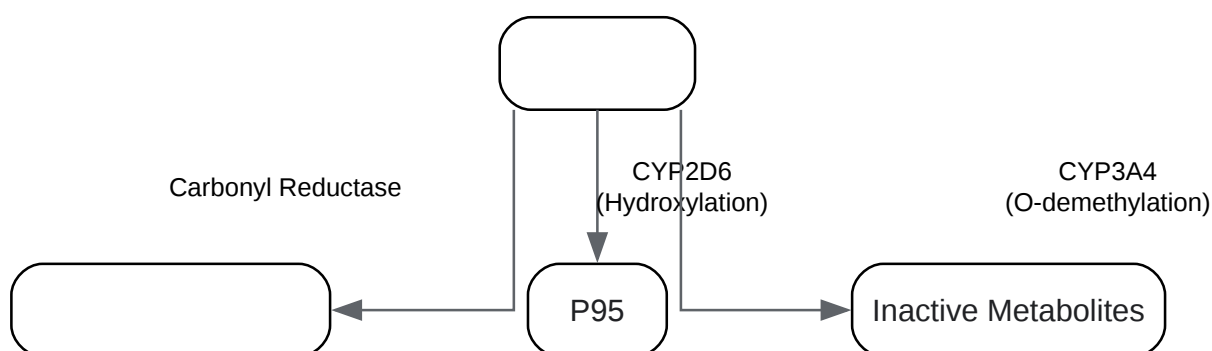 Carbonyl Reductase
CYP2D6
(Hydroxylation)
CYP3A4
(O-demethylation)
P95
Inactive Metabolites